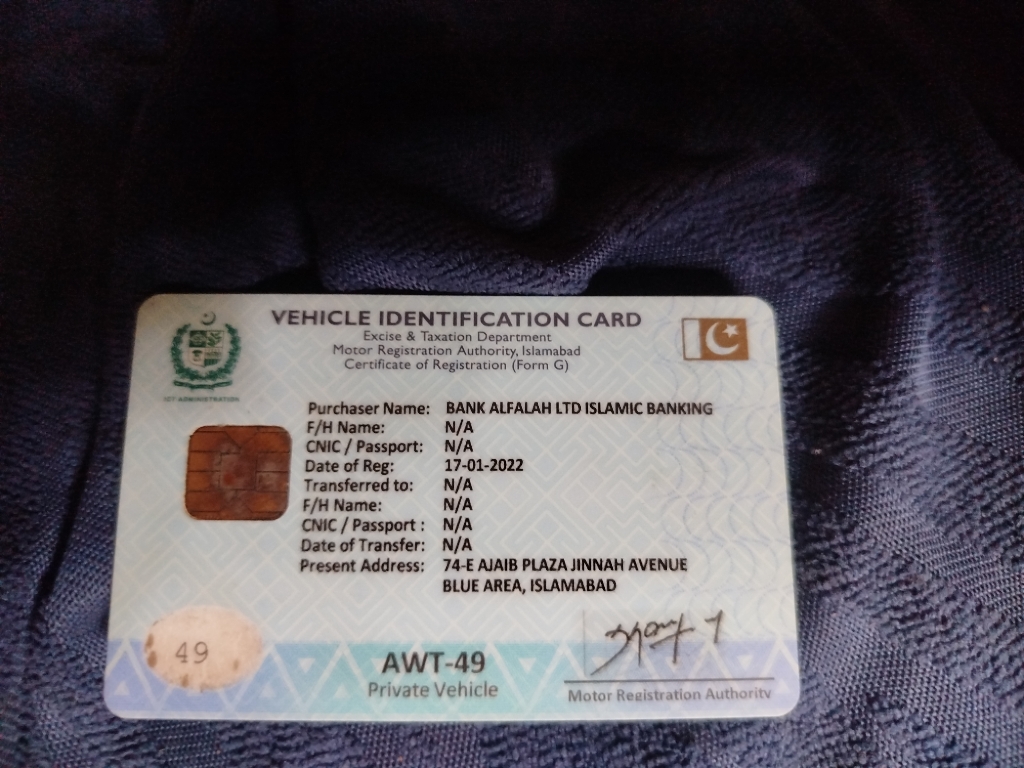 VEHICLE IDENTIFICATION CARD
Excise & Taxation Department
Motor Registration Authority, Islamabad
Certificate of Registration (Form G)
ICT ADMINISTRATION
Purchaser Name: BANK ALFALAH LTD ISLAMIC BANKING
F/H Name: N/A
CNIC / Passport: N/A
Date of Reg: 17-01-2022
Transferred to: N/A
F/H Name: N/A
CNIC / Passport : N/A
Date of Transfer: N/A
Present Address: 74-E AJAIB PLAZA JINNAH AVENUE
BLUE AREA, ISLAMABAD
49
AWT-49
Private Vehicle
Motor Registration Authority